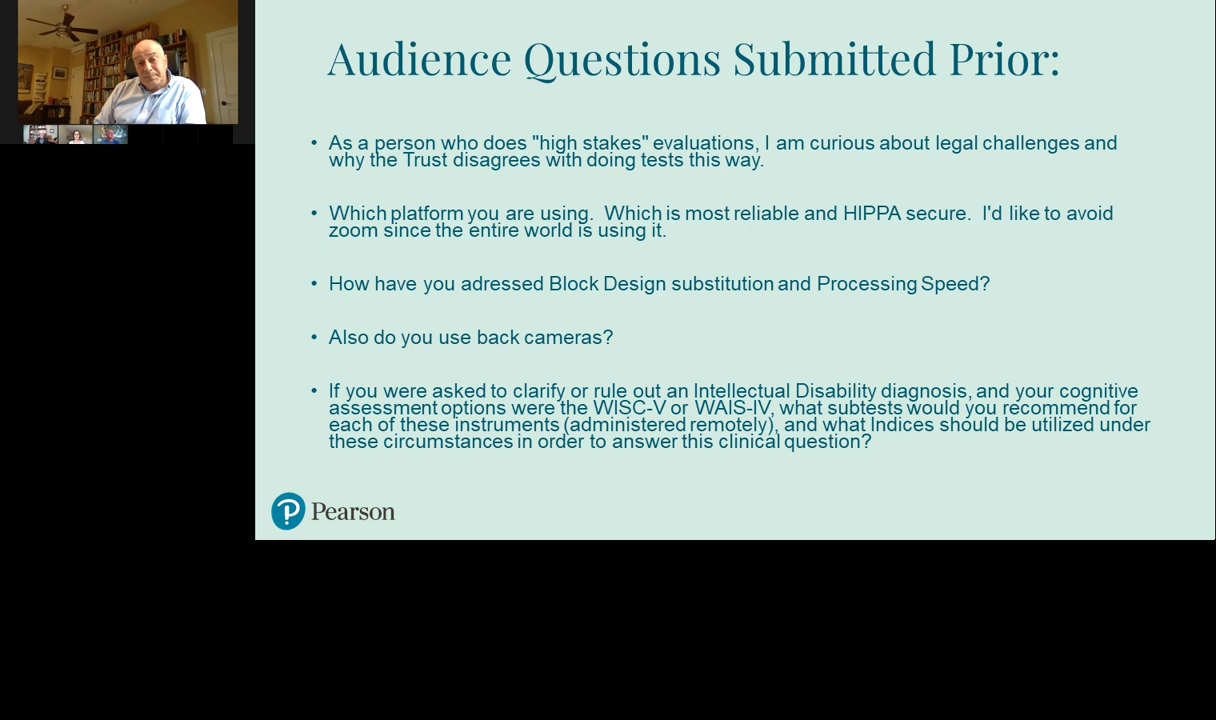 Audience Questions Submitted Prior:
• As a person who does "high stakes" evaluations, I am curious about legal challenges and
why the Trust disagrees with doing tests this way.
• Which platform you are using.  Which is most reliable and HIPPA secure.  I'd like to avoid
zoom since the entire world is using it.
• How have you adressed Block Design substitution and Processing Speed?
• Also do you use back cameras?
• If you were asked to clarify or rule out an Intellectual Disability diagnosis, and your cognitive
assessment options were the WISC-V or WAIS-IV, what subtests would you recommend for
each of these instruments (administered remotely), and what Indices should be utilized under
these circumstances in order to answer this clinical question?
Pearson